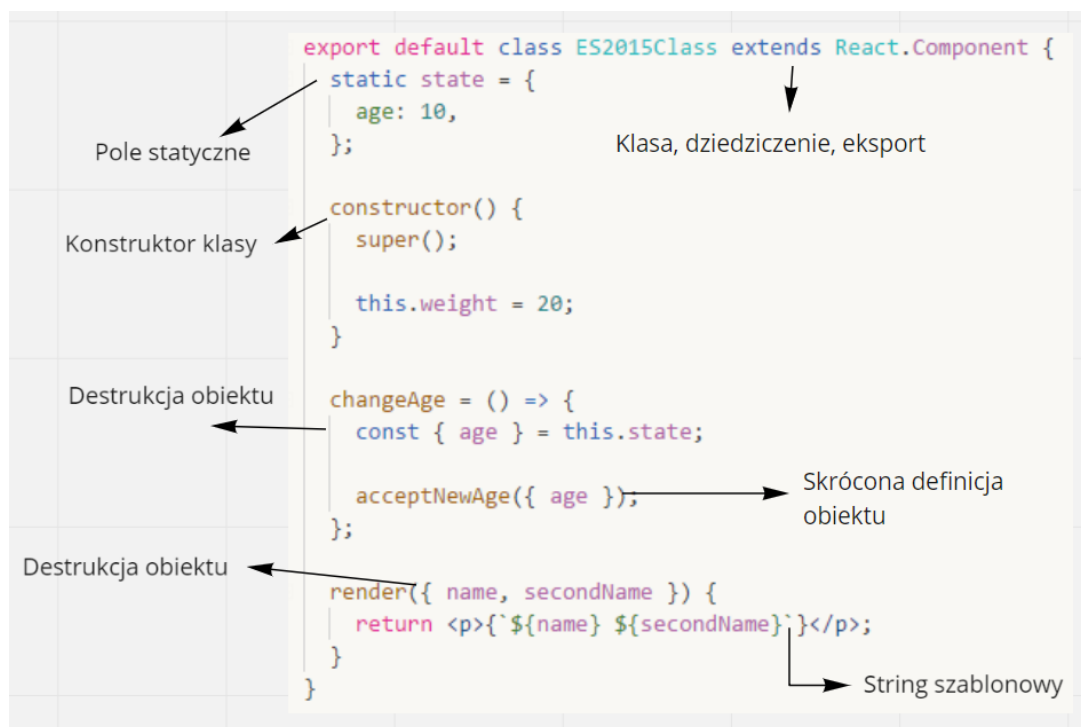 export default class ES2015Class extends React.Component {
static state = {
age: 10,
};
Pole statyczne
Klasa, dziedziczenie, eksport
constructor() {
Konstruktor klasy
super();
this.weight = 20;
}
Destrukcja obiektu
changeAge = () => {
const { age } = this.state;
acceptNewAge({ age });
Skrócona definicja
obiektu
};
Destrukcja obiektu
render({ name, secondName }) {
return <p>{`${name} ${secondName}`}</p>;
}
}
String szablonowy